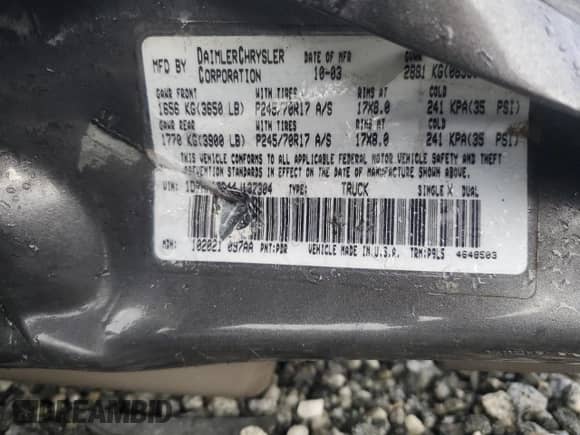 MFD BY DAIMLERCHRYSLER CORPORATION DATE OF MFR 10-03 GVWR
GAWR FRONT WITH TIRES RIMS AT COLD
1656 KG(3650 LB) P245/70R17 A/S 17X8.0 241 KPA(35 PSI)
GAWR REAR WITH TIRES RIMS AT COLD
1770 KG(3900 LB) P245/70R17 A/S 17X8.0 241 KPA(35 PSI)
THIS VEHICLE CONFORMS TO ALL APPLICABLE FEDERAL MOTOR VEHICLE SAFETY AND THEFT
PREVENTION STANDARDS IN EFFECT ON THE DATE OF MANUFACTURE SHOWN ABOVE.
VIN: TYPE: TRUCK SINGLE X DUAL
MDH: 102021 097AA PNT:PDR VEHICLE MADE IN U.S.A. TRM:P9L5 4648503
DREAMBID